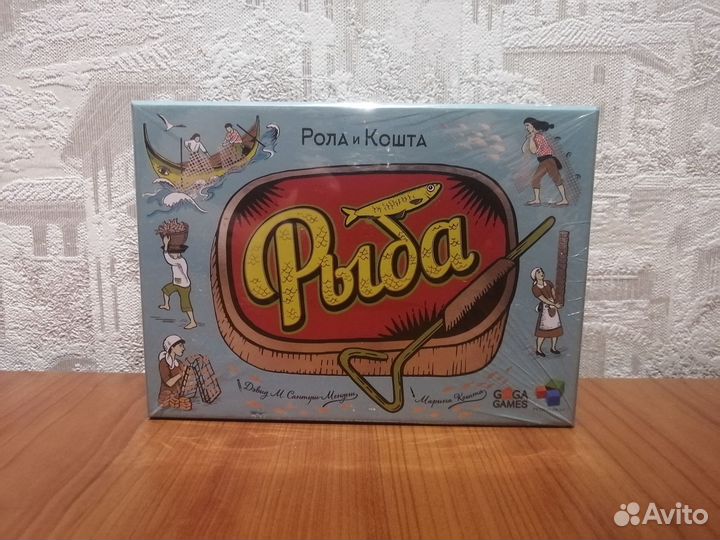 Рола и Кошта
Рыба
Дэвид М. Сантуш-Мендеш
Марина Кошта
GAGA
GAMES
Avito